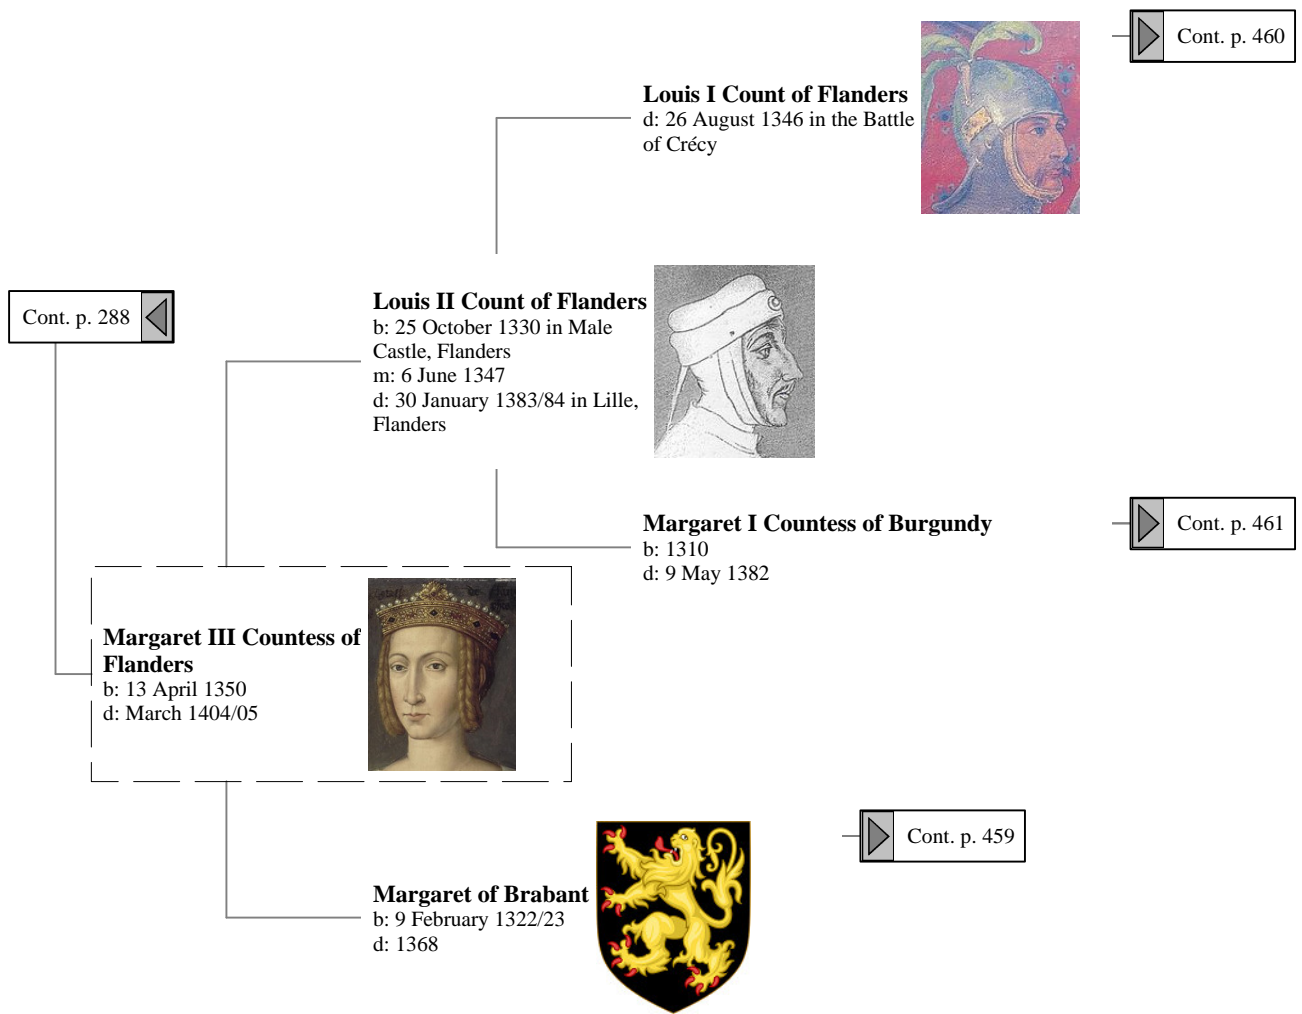 Cont. p. 460
Louis I Count of Flanders
d: 26 August 1346 in the Battle
of Crécy
Cont. p. 288
Louis II Count of Flanders
b: 25 October 1330 in Male
Castle, Flanders
m: 6 June 1347
d: 30 January 1383/84 in Lille,
Flanders
Cont. p. 461
Margaret I Countess of Burgundy
b: 1310
d: 9 May 1382
Margaret III Countess of
Flanders
b: 13 April 1350
d: March 1404/05
Cont. p. 459
Margaret of Brabant
b: 9 February 1322/23
d: 1368